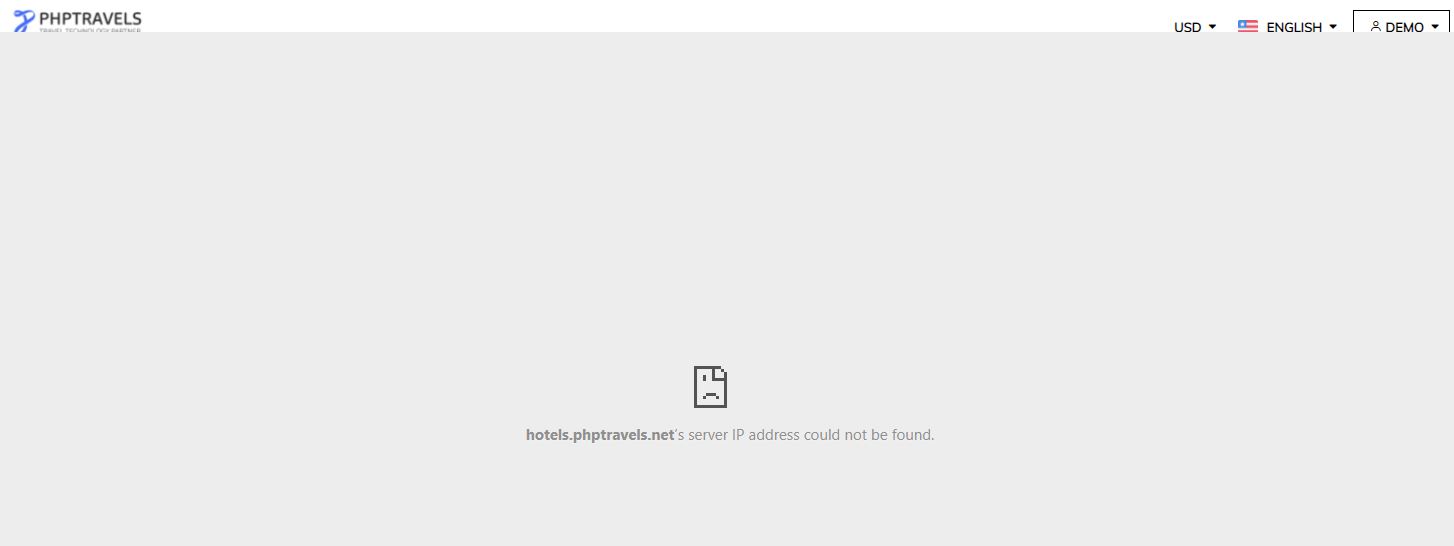 PHPTRAVELS
TRAVEL TECHNOLOGY PARTNER
USD ENGLISH DEMO
hotels.phptravels.net's server IP address could not be found.